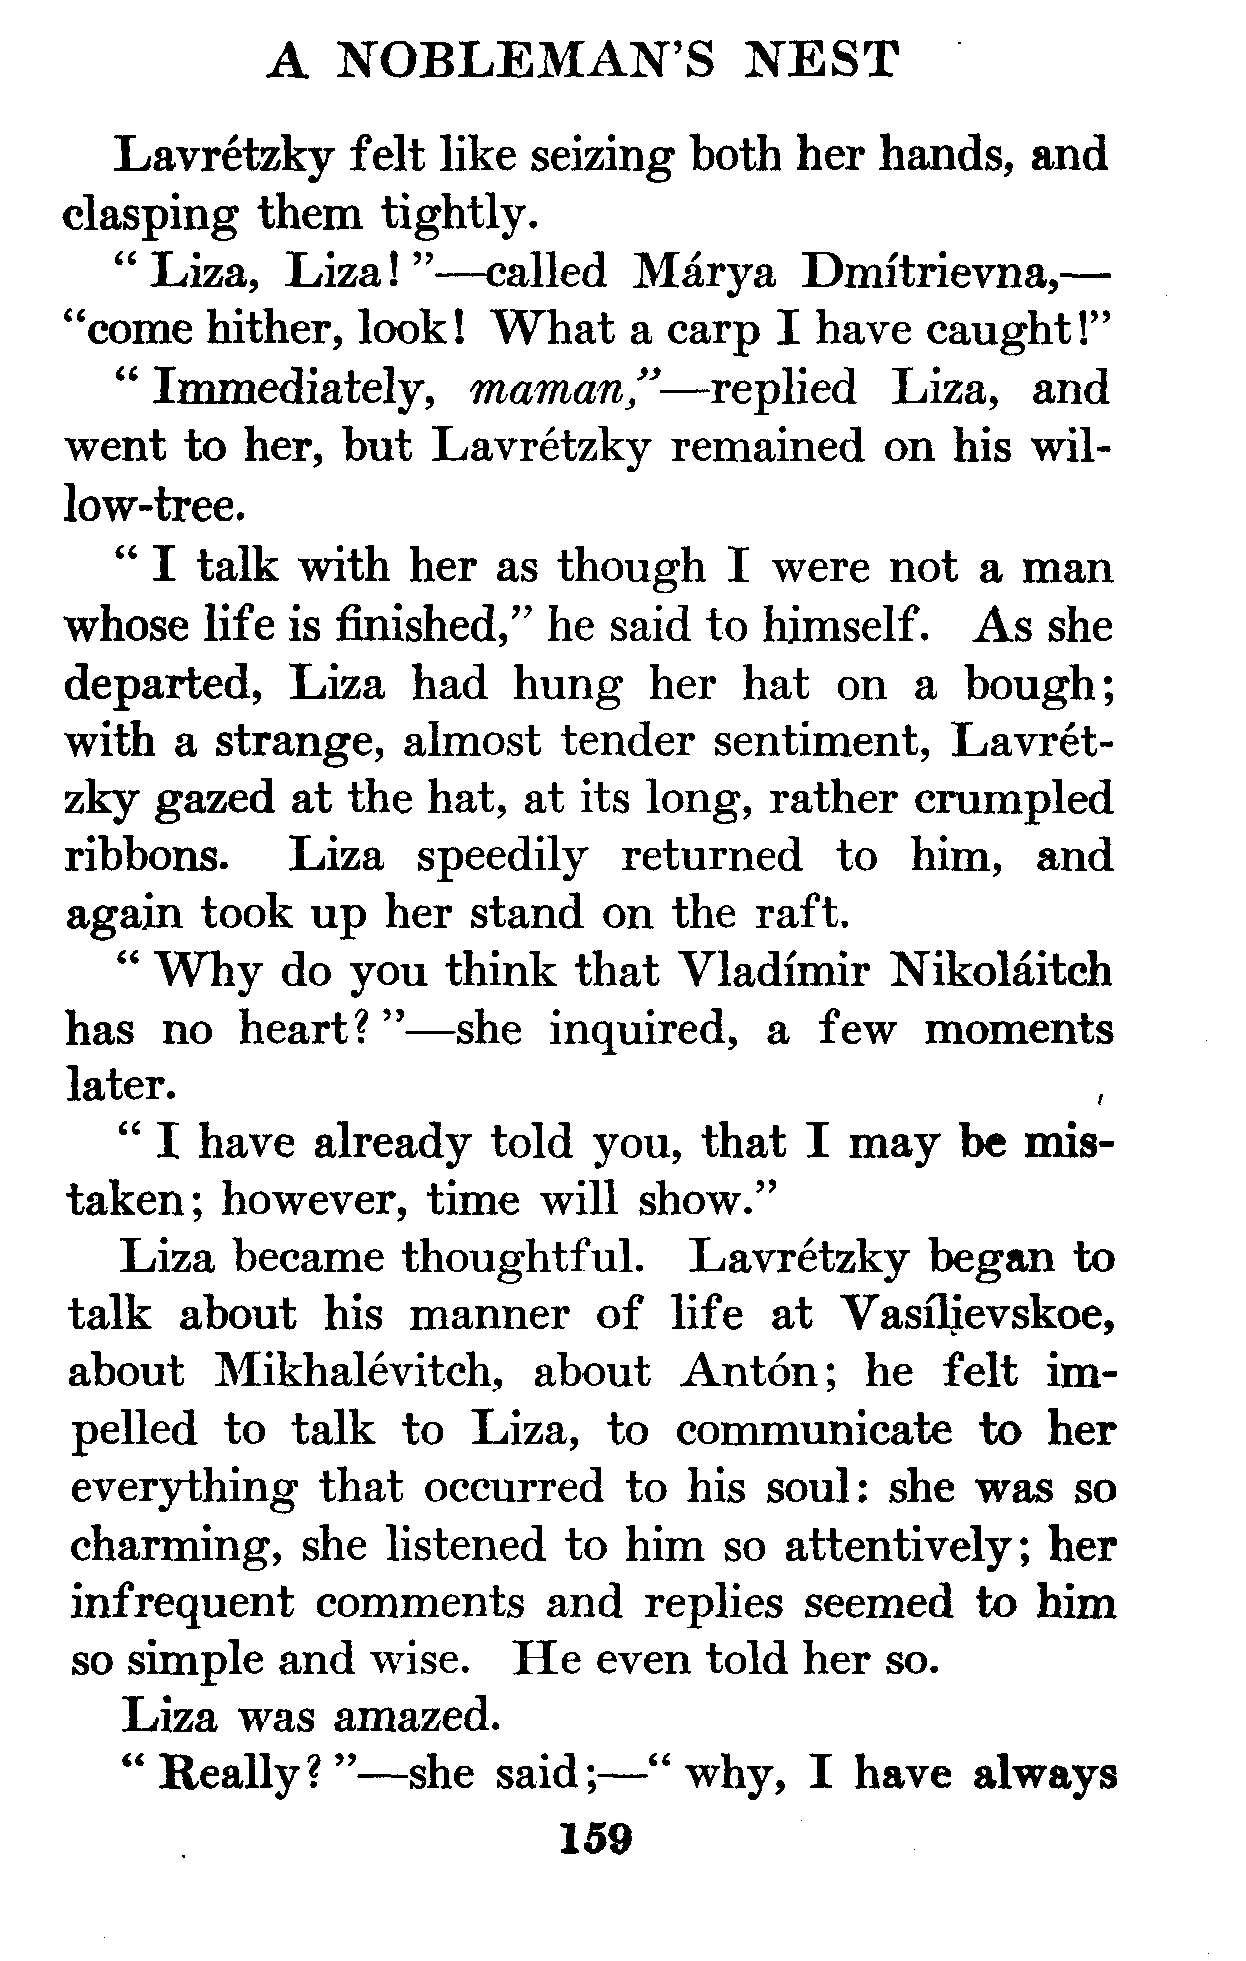 A NOBLEMAN'S NEST
Lavrétzky felt like seizing both her hands, and
clasping them tightly.
“ Liza, Liza! ”—called Márya Dmítrievna,—
“come hither, look! What a carp I have caught!”
“ Immediately, maman,”—replied Liza, and
went to her, but Lavrétzky remained on his wil-
low-tree.
“ I talk with her as though I were not a man
whose life is finished,” he said to himself. As she
departed, Liza had hung her hat on a bough;
with a strange, almost tender sentiment, Lavrét-
zky gazed at the hat, at its long, rather crumpled
ribbons. Liza speedily returned to him, and
again took up her stand on the raft.
“ Why do you think that Vladímir Nikoláitch
has no heart? ”—she inquired, a few moments
later.
“ I have already told you, that I may be mis-
taken; however, time will show.”
Liza became thoughtful. Lavrétzky began to
talk about his manner of life at Vasílievskoe,
about Mikhalévitch, about Antón; he felt im-
pelled to talk to Liza, to communicate to her
everything that occurred to his soul: she was so
charming, she listened to him so attentively; her
infrequent comments and replies seemed to him
so simple and wise. He even told her so.
Liza was amazed.
“ Really? ”—she said;—“ why, I have always
159